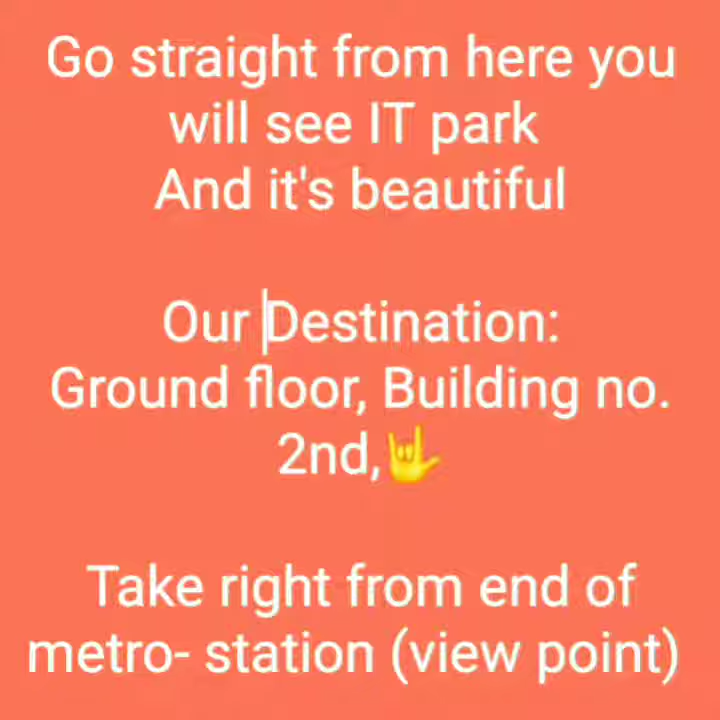 Go straight from here you
will see IT park
And it's beautiful
Our Destination:
Ground floor, Building no.
2nd,🤟
Take right from end of
metro- station (view point)